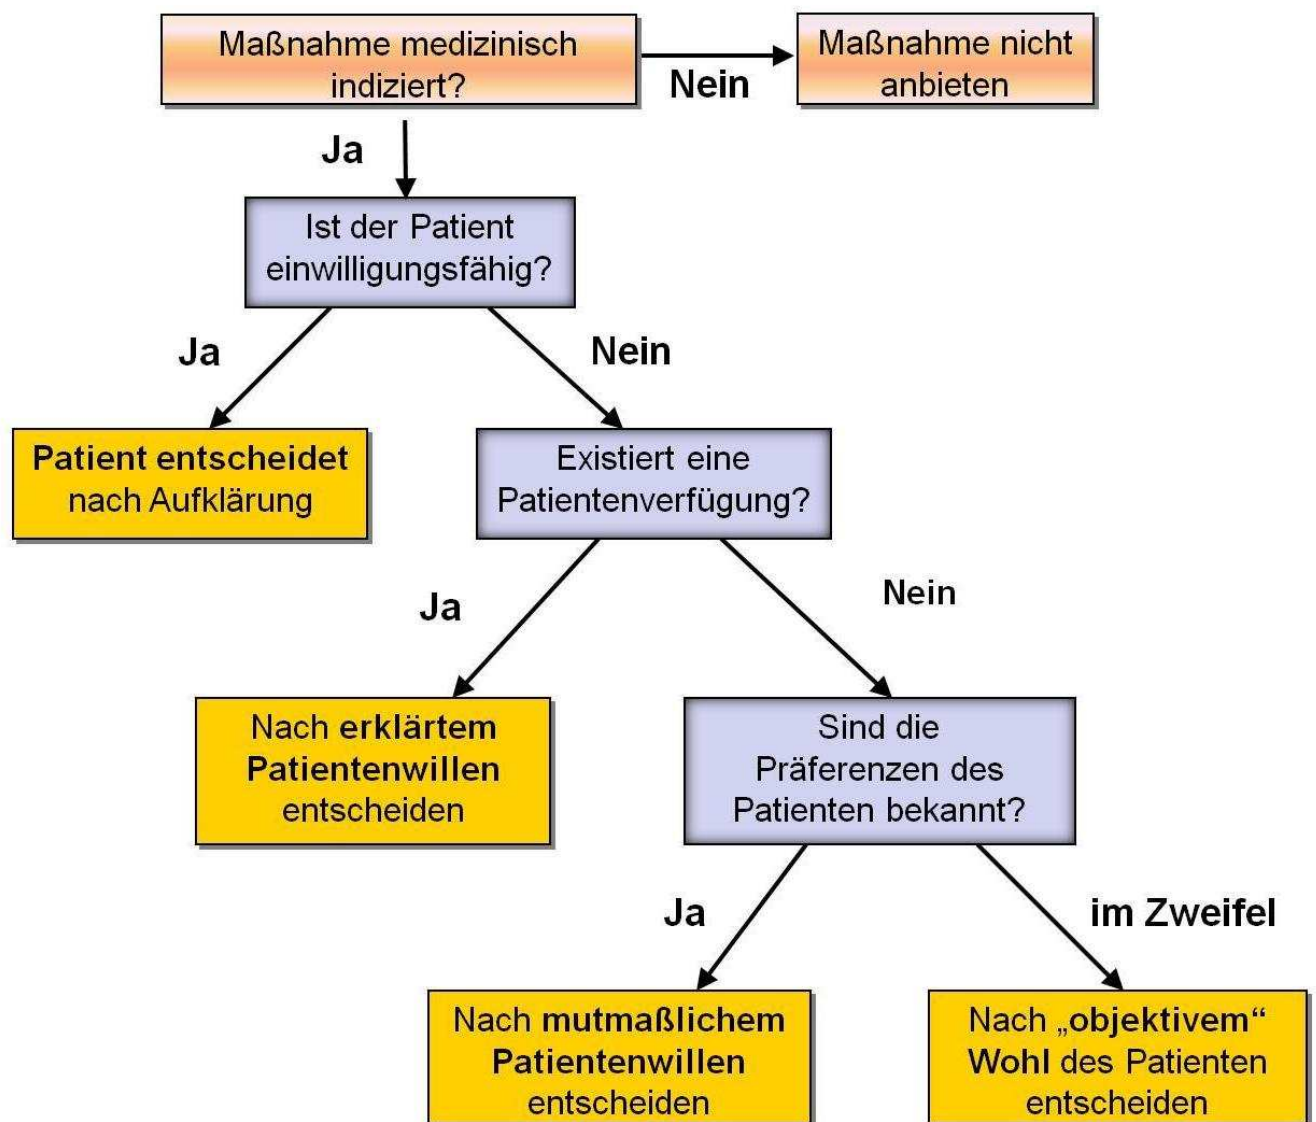 Maßnahme medizinisch
indiziert?
Nein
Maßnahme nicht
anbieten
Ja
Ist der Patient
einwilligungsfähig?
Ja
Nein
Patient entscheidet
nach Aufklärung
Existiert eine
Patientenverfügung?
Ja
Nein
Nach erklärtem
Patientenwillen
entscheiden
Sind die
Präferenzen des
Patienten bekannt?
Ja
im Zweifel
Nach mutmaßlichem
Patientenwillen
entscheiden
Nach „objektivem“
Wohl des Patienten
entscheiden